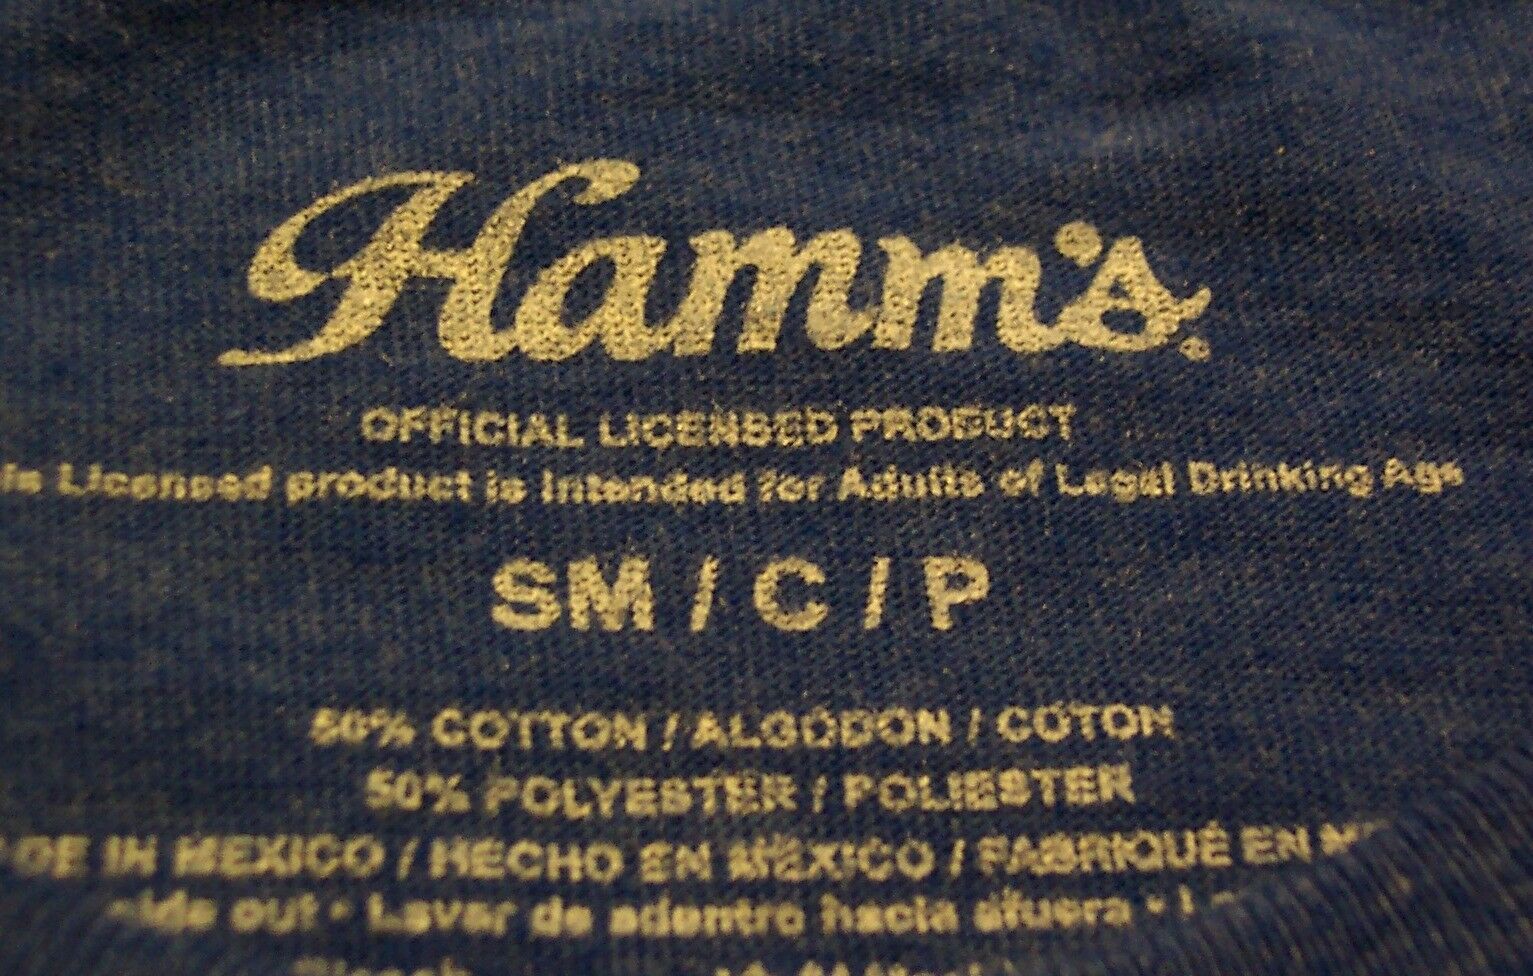 Hamm's®
OFFICIAL LICENSED PRODUCT
Licensed product is Intended for Adults of Legal Drinking Age
SM / C / P
50% COTTON / ALGODON / COTON
50% POLYESTER / POLIESTER
IN MEXICO / HECHO EN MÉXICO / FABRIQUÉ EN
out • Lavar de adentro hacia afuera •